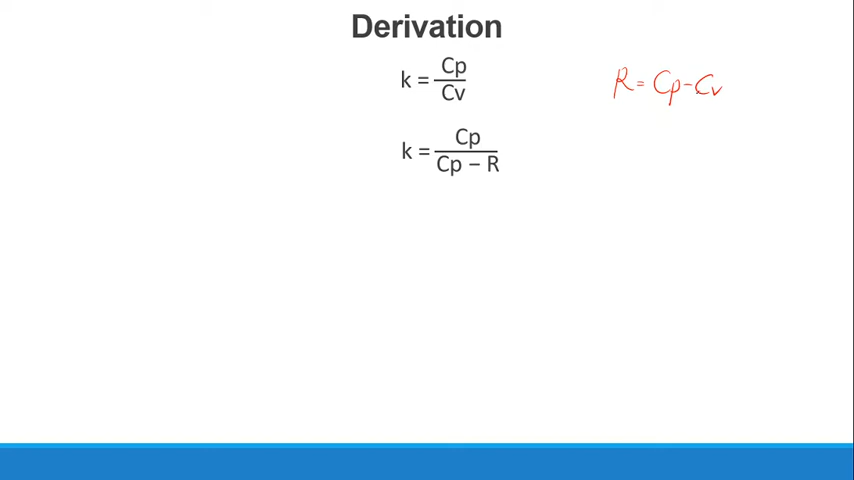 Derivation
k = Cp / Cv
R = Cp - Cv
k = Cp / Cp − R